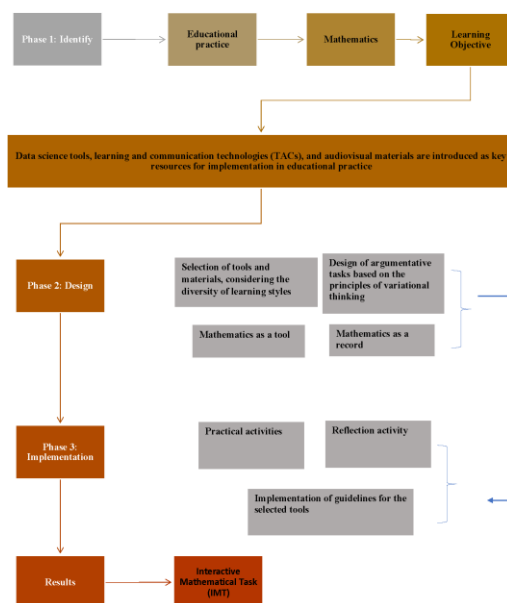 Phase 1: Identify
Educational
practice
Mathematics
Learning
Objective
Data science tools, learning and communication technologies (TACs), and audiovisual materials are introduced as key
resources for implementation in educational practice
Phase 2: Design
Selection of tools and
materials, considering the
diversity of learning styles
Design of argumentative
tasks based on the
principles of variational
thinking
Mathematics as a tool
Mathematics as a
record
Phase 3:
Implementation
Practical activities
Reflection activity
Implementation of guidelines for the
selected tools
Results
Interactive
Mathematical Task
(IMT)